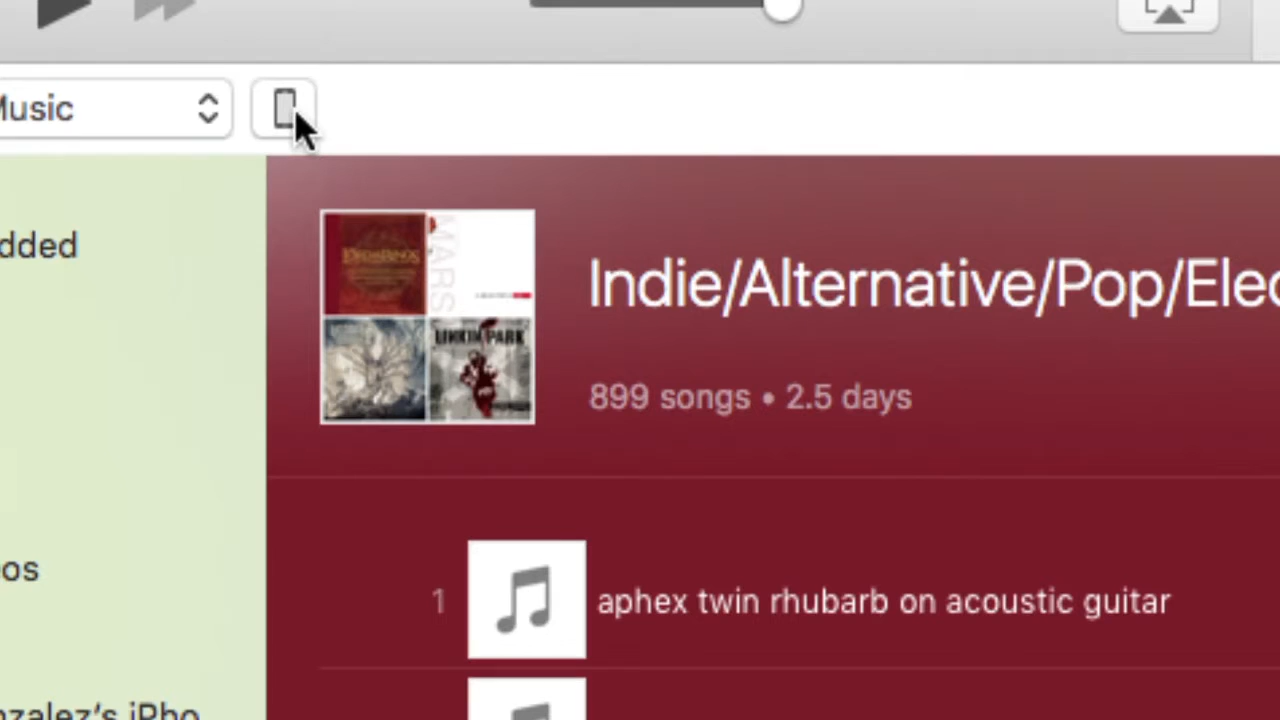 Music
dded
Indie/Alternative/Pop/Elec
MARS
LINKIN PARK
899 songs • 2.5 days
os
1 aphex twin rhubarb on acoustic guitar
nzalez's iPho